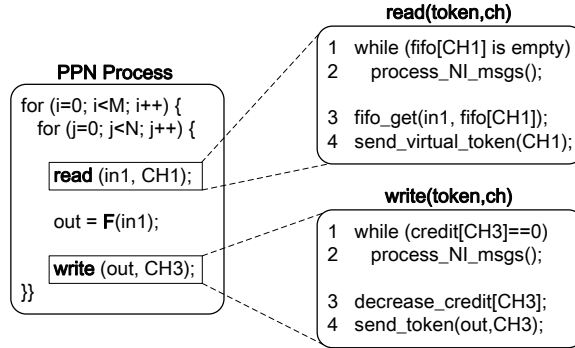 PPN Process
for (i=0; i<M; i++) {
for (j=0; j<N; j++) {
read (in1, CH1);
out = F(in1);
write (out, CH3);
}}
read(token,ch)
1 while (fifo[CH1] is empty)
2 process_NI_msgs();
3 fifo_get(in1, fifo[CH1]);
4 send_virtual_token(CH1);
write(token,ch)
1 while (credit[CH3]==0)
2 process_NI_msgs();
3 decrease_credit[CH3];
4 send_token(out,CH3);